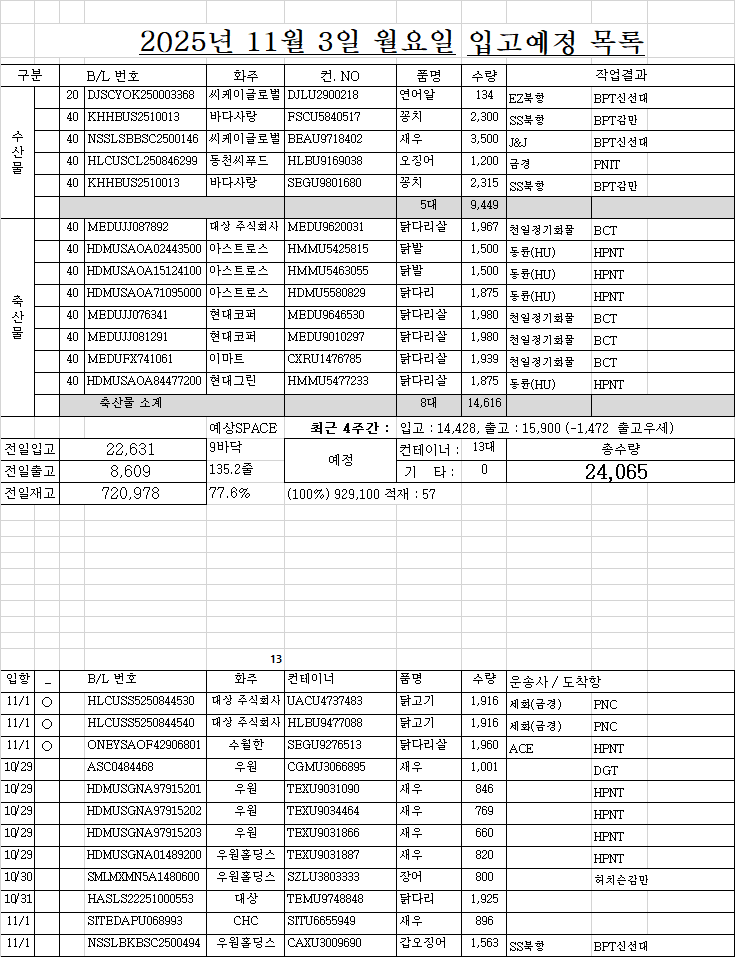 2025년 11월 3일 월요일 입고예정 목록
구분 B/L 번호 화주 컨. NO 품명 수량 작업결과
수산물
20 DJSCYOK250003368 씨케이글로벌 DJLU2900218 연어알 134 EZ북항 BPT신선대
40 KHHBUS2510013 바다사랑 FSCU5840517 꽁치 2,300 SS북항 BPT감만
40 NSSLSBBSC2500146 씨케이글로벌 BEAU9718402 새우 3,500 J&J BPT신선대
40 HLCUSCL250846299 동천씨푸드 HLBU9169038 오징어 1,200 금경 PNIT
40 KHHBUS2510013 바다사랑 SEGU9801680 꽁치 2,315 SS북항 BPT감만
5대 9,449
축산물
40 MEDUJJ087892 대상 주식회사 MEDU9620031 닭다리살 1,967 천일정기화물 BCT
40 HDMUSAOA02443500 아스트로스 HMMU5425815 닭발 1,500 동륜(HU) HPNT
40 HDMUSAOA15124100 아스트로스 HMMU5463055 닭발 1,500 동륜(HU) HPNT
40 HDMUSAOA71095000 아스트로스 HDMU5580829 닭다리 1,875 동륜(HU) HPNT
40 MEDUJJ076341 현대코퍼 MEDU9646530 닭다리살 1,980 천일정기화물 BCT
40 MEDUJJ081291 현대코퍼 MEDU9010297 닭다리살 1,980 천일정기화물 BCT
40 MEDUFX741061 이마트 CXRU1476785 닭다리살 1,939 천일정기화물 BCT
40 HDMUSAOA84477200 현대그린 HMMU5477233 닭다리살 1,875 동륜(HU) HPNT
축산물 소계 8대 14,616
예상SPACE 최근 4주간 : 입고 : 14,428, 출고 : 15,900 (-1,472 출고우세)
전일입고 22,631 9바닥 예정 컨테이너 : 13대 총수량
전일출고 8,609 135.2줄 기 타 : 0 24,065
전일재고 720,978 77.6% (100%) 929,100 적재 : 57
13
입항 _ B/L 번호 화주 컨테이너 품명 수량 운송사 / 도착항
11/1 ○ HLCUSS5250844530 대상 주식회사 UACU4737483 닭고기 1,916 세화(금경) PNC
11/1 ○ HLCUSS5250844540 대상 주식회사 HLBU9477088 닭고기 1,916 세화(금경) PNC
11/1 ○ ONEYSAOF42906801 수월한 SEGU9276513 닭다리살 1,960 ACE HPNT
10/29 ASC0484468 우원 CGMU3066895 새우 1,001 DGT
10/29 HDMUSGNA97915201 우원 TEXU9031090 새우 846 HPNT
10/29 HDMUSGNA97915202 우원 TEXU9034464 새우 769 HPNT
10/29 HDMUSGNA97915203 우원 TEXU9031866 새우 660 HPNT
10/29 HDMUSGNA01489200 우원홀딩스 TEXU9031887 새우 820 HPNT
10/30 SMLMXMN5A1480600 우원홀딩스 SZLU3803333 장어 800 허치슨감만
10/31 HASLS22251000553 대상 TEMU9748848 닭다리 1,925
11/1 SITEDAPU068993 CHC SITU6655949 새우 896
11/1 NSSLBKBSC2500494 우원홀딩스 CAXU3009690 갑오징어 1,563 SS북항 BPT신선대